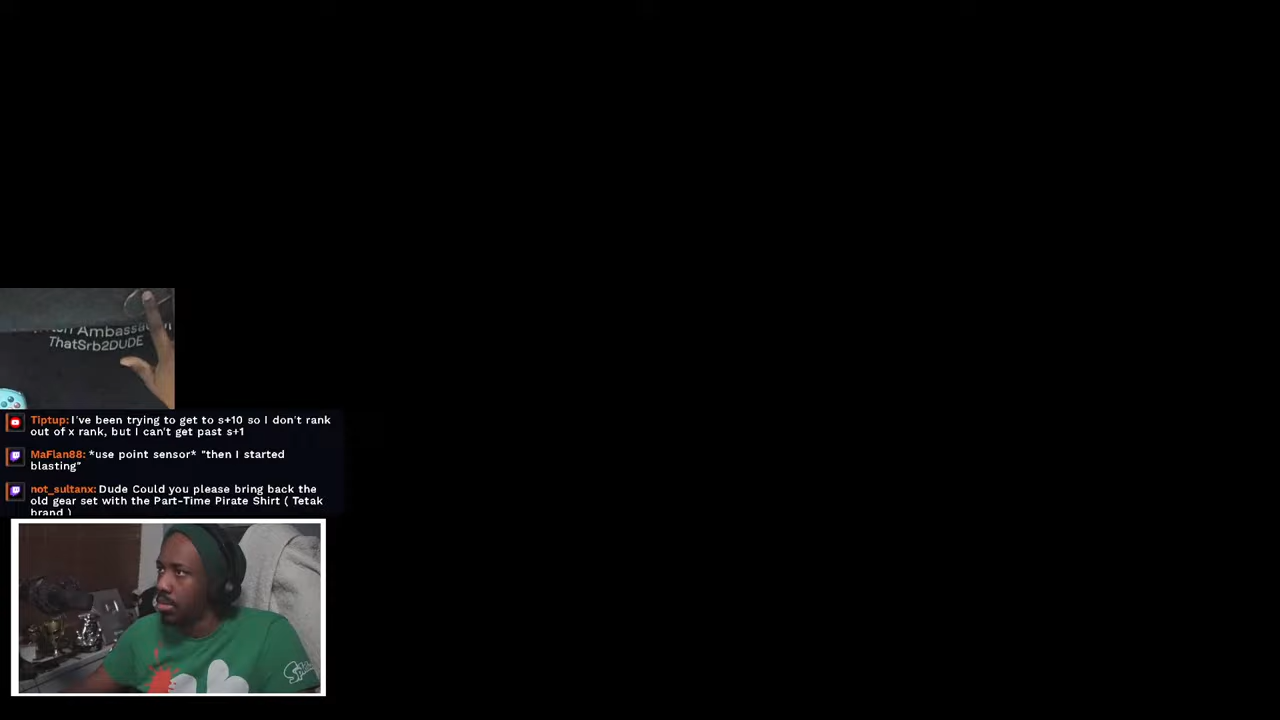 Ambassador
ThatSrb2DUDE
Tiptup: I've been trying to get to s+10 so I don't rank
out of x rank, but I can't get past s+1
MaFlan88: *use point sensor* "then I started
blasting"
not_sultanx: Dude Could you please bring back the
old gear set with the Part-Time Pirate Shirt ( Tetak
brand )